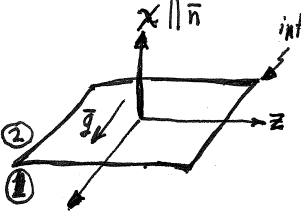 x || n̄
int
ḡ
z
②
①